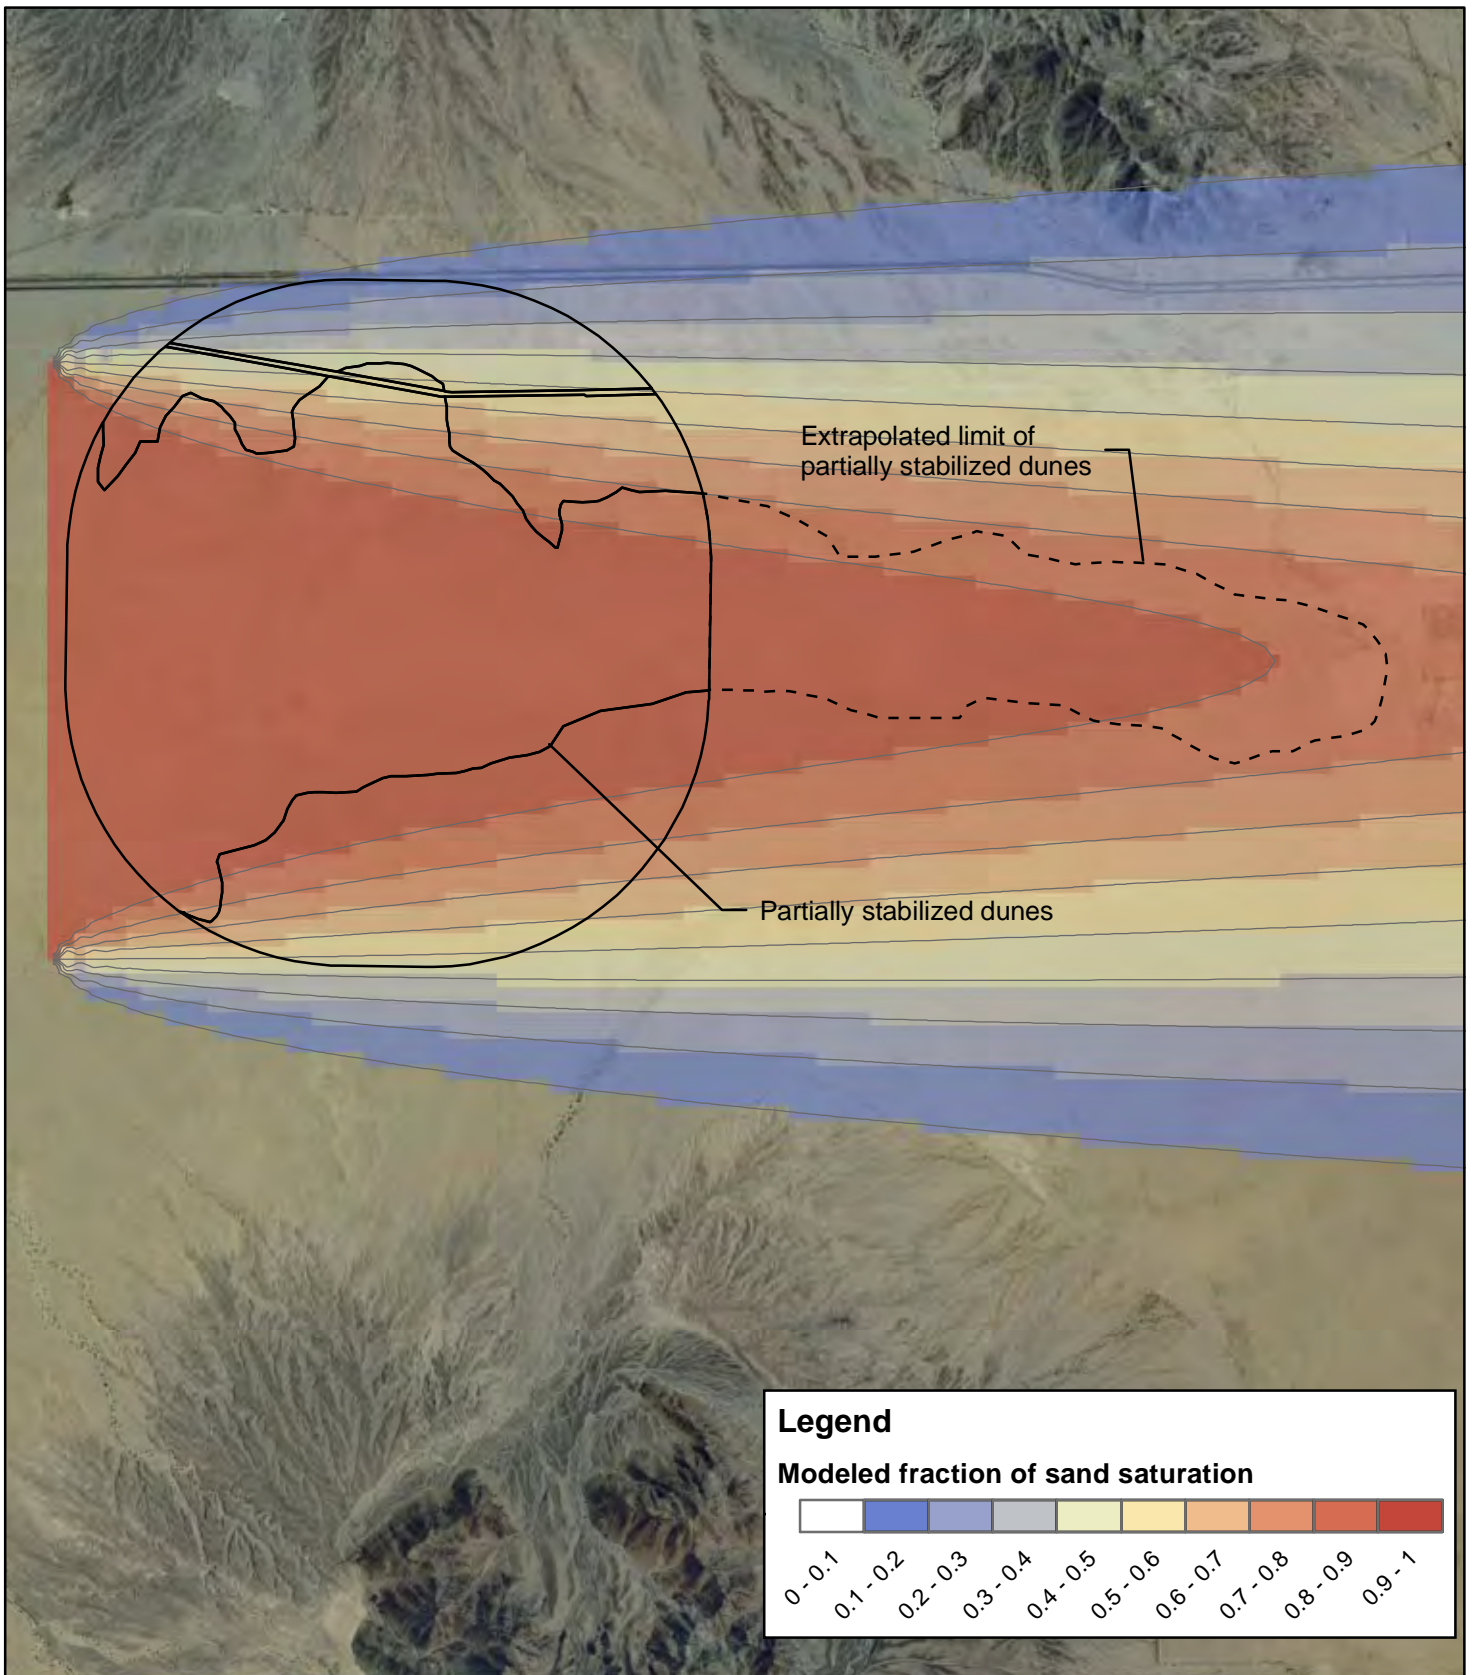 Extrapolated limit of
partially stabilized dunes
Partially stabilized dunes
Legend
Modeled fraction of sand saturation
0 - 0.1
0.1 - 0.2
0.2 - 0.3
0.3 - 0.4
0.4 - 0.5
0.5 - 0.6
0.6 - 0.7
0.7 - 0.8
0.8 - 0.9
0.9 - 1